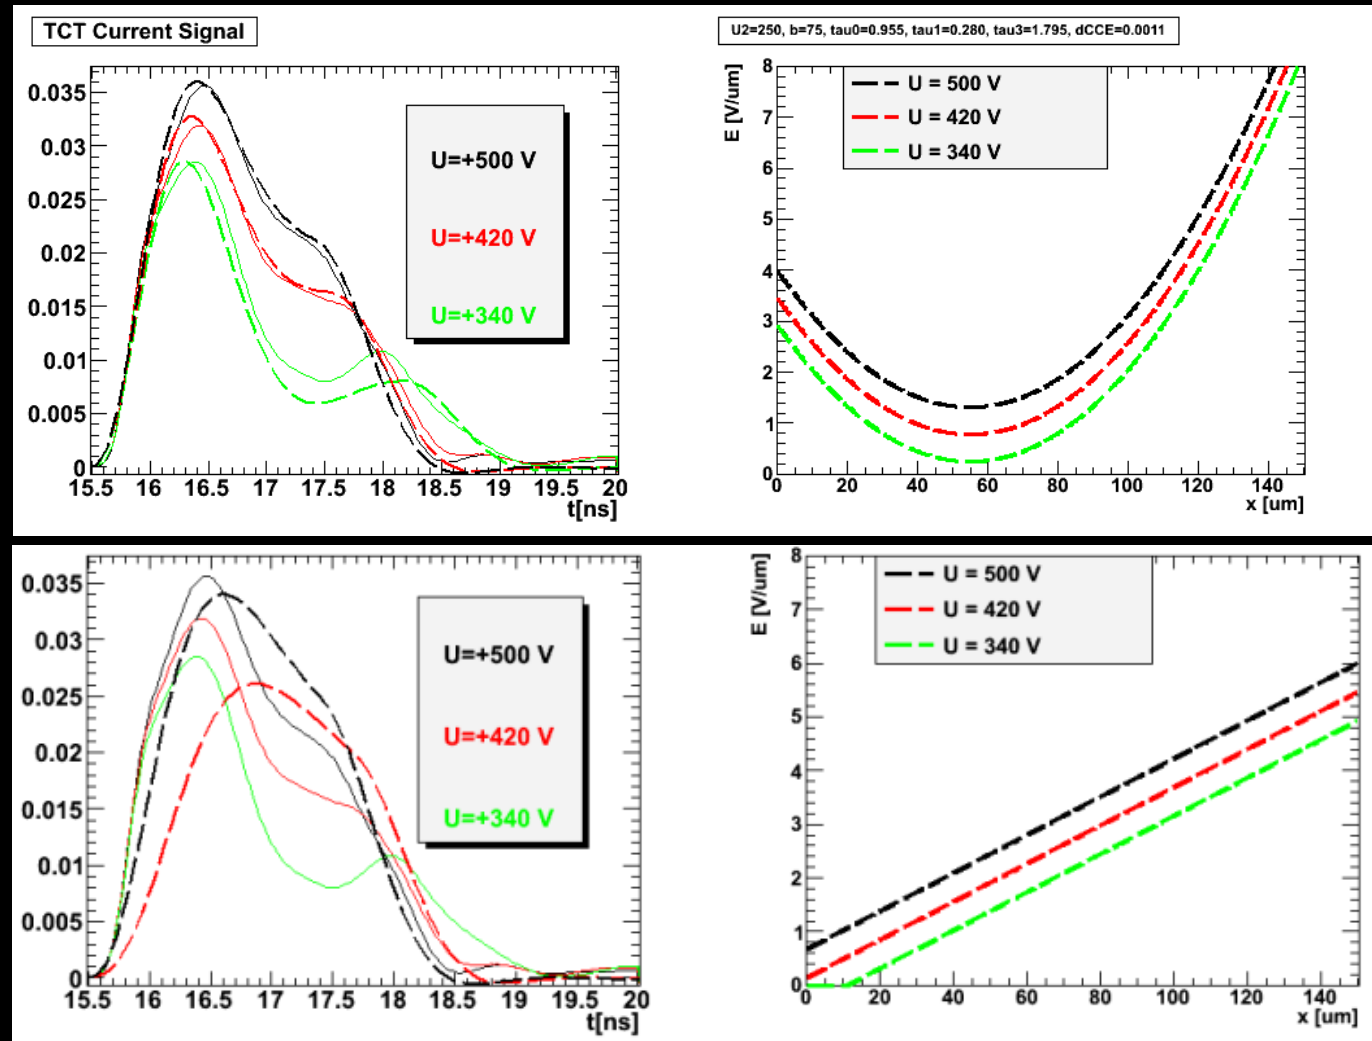 TCT Current Signal
0.035
0.03
0.025
0.02
0.015
0.01
0.005
0
15.5 16 16.5 17 17.5 18 18.5 19 19.5 20
t[ns]
U=+500 V
U=+420 V
U=+340 V
U2=250, b=75, tau0=0.955, tau1=0.280, tau3=1.795, dCCE=0.0011
E [V/um]
8
7
6
5
4
3
2
1
0
0 20 40 60 80 100 120 140
x [um]
U = 500 V
U = 420 V
U = 340 V
0.035
0.03
0.025
0.02
0.015
0.01
0.005
0
15.5 16 16.5 17 17.5 18 18.5 19 19.5 20
t[ns]
U=+500 V
U=+420 V
U=+340 V
E [V/um]
8
7
6
5
4
3
2
1
0
0 20 40 60 80 100 120 140
x [um]
U = 500 V
U = 420 V
U = 340 V